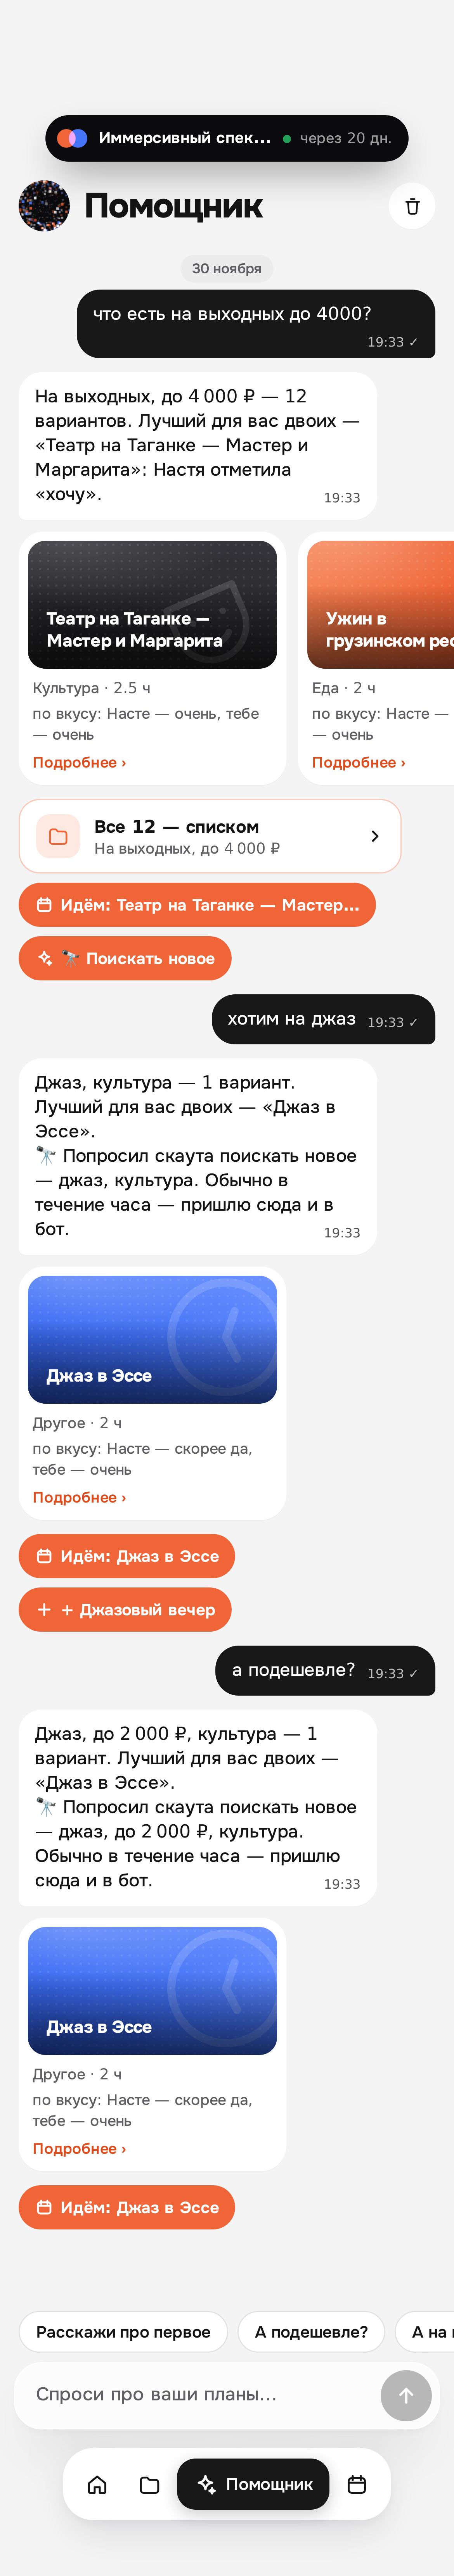 Иммерсивный спек... через 20 дн.
Помощник
30 ноября
что есть на выходных до 4000?
19:33 ✓
На выходных, до 4 000 ₽ — 12
вариантов. Лучший для вас двоих —
«Театр на Таганке — Мастер и
Маргарита»: Настя отметила
«хочу». 19:33
Театр на Таганке —
Мастер и Маргарита
Культура · 2.5 ч
по вкусу: Насте — очень, тебе
— очень
Подробнее ›
Ужин в
грузинском рес
Еда · 2 ч
по вкусу: Насте —
— очень
Подробнее ›
Все 12 — списком
На выходных, до 4 000 ₽
Идём: Театр на Таганке — Мастер...
🔭 Поискать новое
хотим на джаз 19:33 ✓
Джаз, культура — 1 вариант.
Лучший для вас двоих — «Джаз в
Эссе».
🔭 Попросил скаута поискать новое
— джаз, культура. Обычно в
течение часа — пришлю сюда и в
бот. 19:33
Джаз в Эссе
Другое · 2 ч
по вкусу: Насте — скорее да,
тебе — очень
Подробнее ›
Идём: Джаз в Эссе
+ Джазовый вечер
а подешевле? 19:33 ✓
Джаз, до 2 000 ₽, культура — 1
вариант. Лучший для вас двоих —
«Джаз в Эссе».
🔭 Попросил скаута поискать новое
— джаз, до 2 000 ₽, культура.
Обычно в течение часа — пришлю
сюда и в бот. 19:33
Джаз в Эссе
Другое · 2 ч
по вкусу: Насте — скорее да,
тебе — очень
Подробнее ›
Идём: Джаз в Эссе
Расскажи про первое
А подешевле?
А на
Спроси про ваши планы...
Помощник